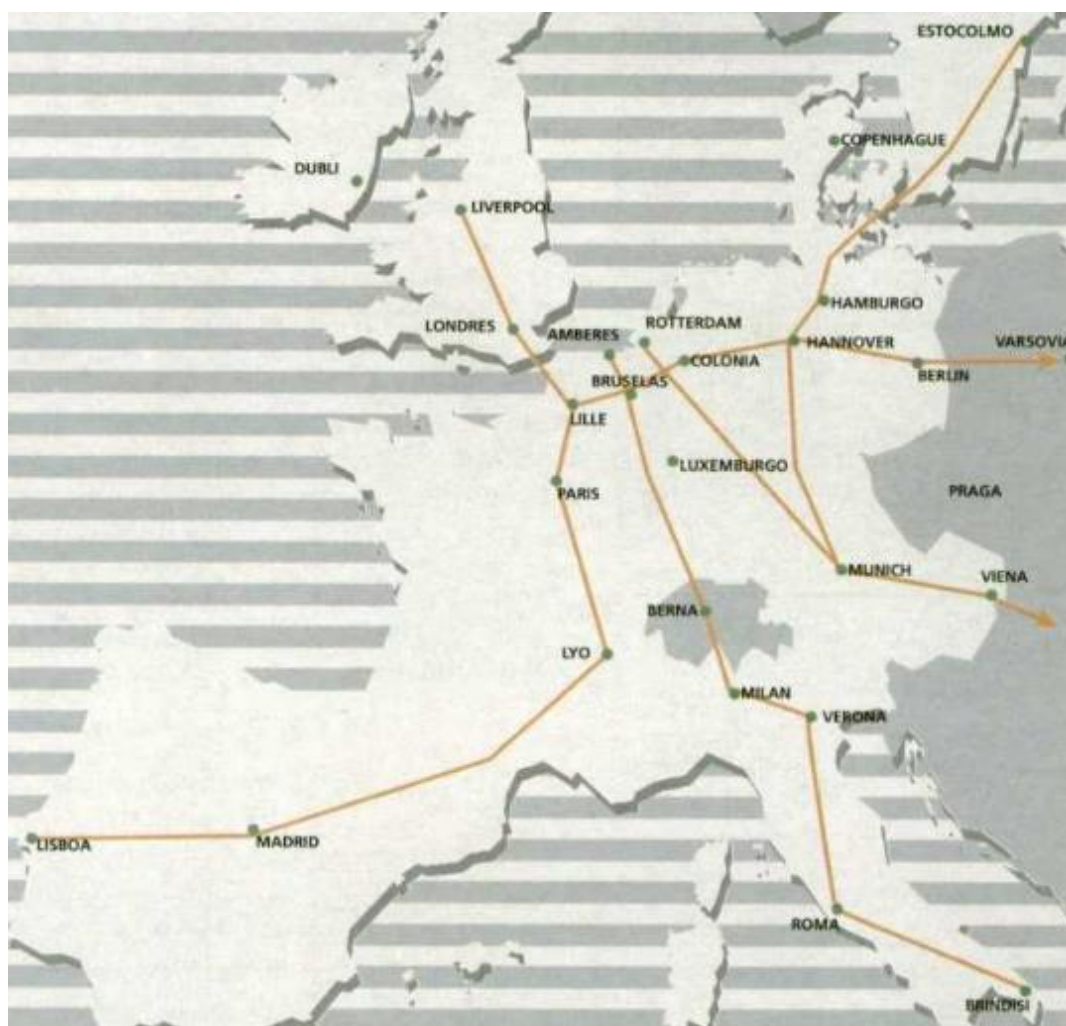 ESTOCOLMO
COPENHAGUE
DUBLI
LIVERPOOL
HAMBURGO
ROTTERDAM
LONDRES
AMBERES
HANNOVER
VARSOVIA
COLONIA
BERLIN
BRUSELAS
LILLE
LUXEMBURGO
PARIS
PRAGA
MUNICH
VIENA
BERNA
LYO
MILAN
VERONA
LISBOA
MADRID
ROMA
BRINDISI